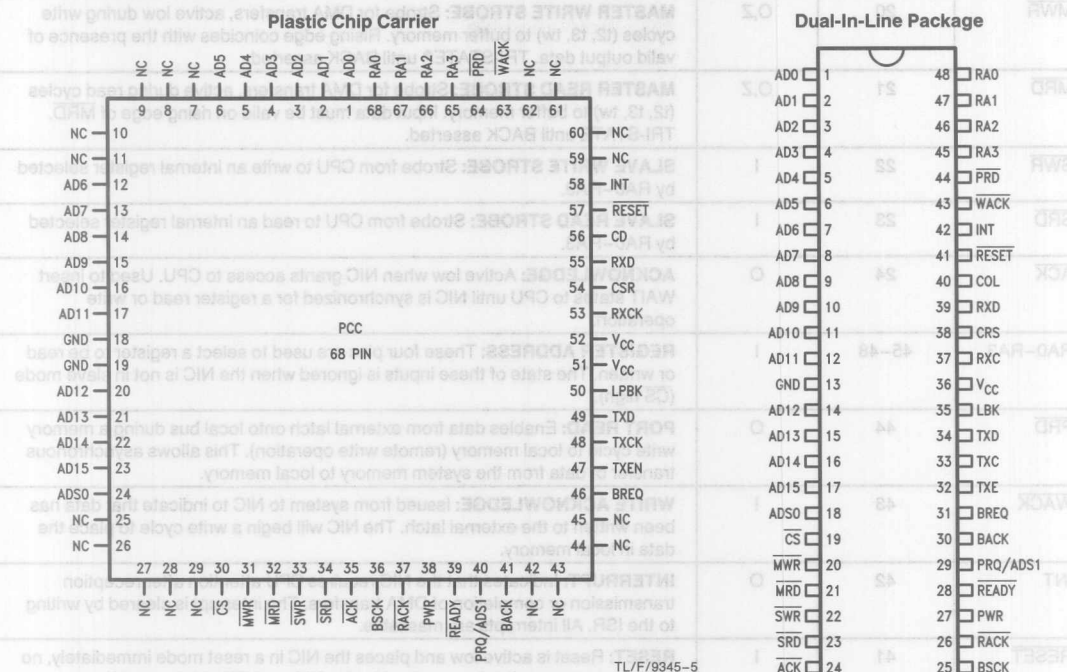 Plastic Chip Carrier
NC NC NC AD5 AD4 AD3 AD2 AD1 AD0 RA0 RA1 RA2 RA3 PRD WACK NC NC
9 8 7 6 5 4 3 2 1 68 67 66 65 64 63 62 61
NC 10 60 NC
NC 11 59 NC
AD6 12 58 INT
AD7 13 57 RESET
AD8 14 56 CD
AD9 15 55 RXD
AD10 16 54 CSR
AD11 17 53 RXCK
GND 18 52 VCC
GND 19 51 VCC
AD12 20 50 LPBK
AD13 21 49 TXD
AD14 22 48 TXCK
AD15 23 47 TXEN
ADS0 24 46 BREQ
NC 25 45 NC
NC 26 44 NC
PCC
68 PIN
27 28 29 30 31 32 33 34 35 36 37 38 39 40 41 42 43
NC NC NC CS MWR MRD SWR SRD ACK BSCK RACK PWR READY PRQ/ADS1 BACK NC NC
TL/F/9345-5
Dual-In-Line Package
AD0 1 48 RA0
AD1 2 47 RA1
AD2 3 46 RA2
AD3 4 45 RA3
AD4 5 44 PRD
AD5 6 43 WACK
AD6 7 42 INT
AD7 8 41 RESET
AD8 9 40 COL
AD9 10 39 RXD
AD10 11 38 CRS
AD11 12 37 RXC
GND 13 36 VCC
AD12 14 35 LBK
AD13 15 34 TXD
AD14 16 33 TXC
AD15 17 32 TXE
ADS0 18 31 BREQ
CS 19 30 BACK
MWR 20 29 PRQ/ADS1
MRD 21 28 READY
SWR 22 27 PWR
SRD 23 26 RACK
ACK 24 25 BSCK